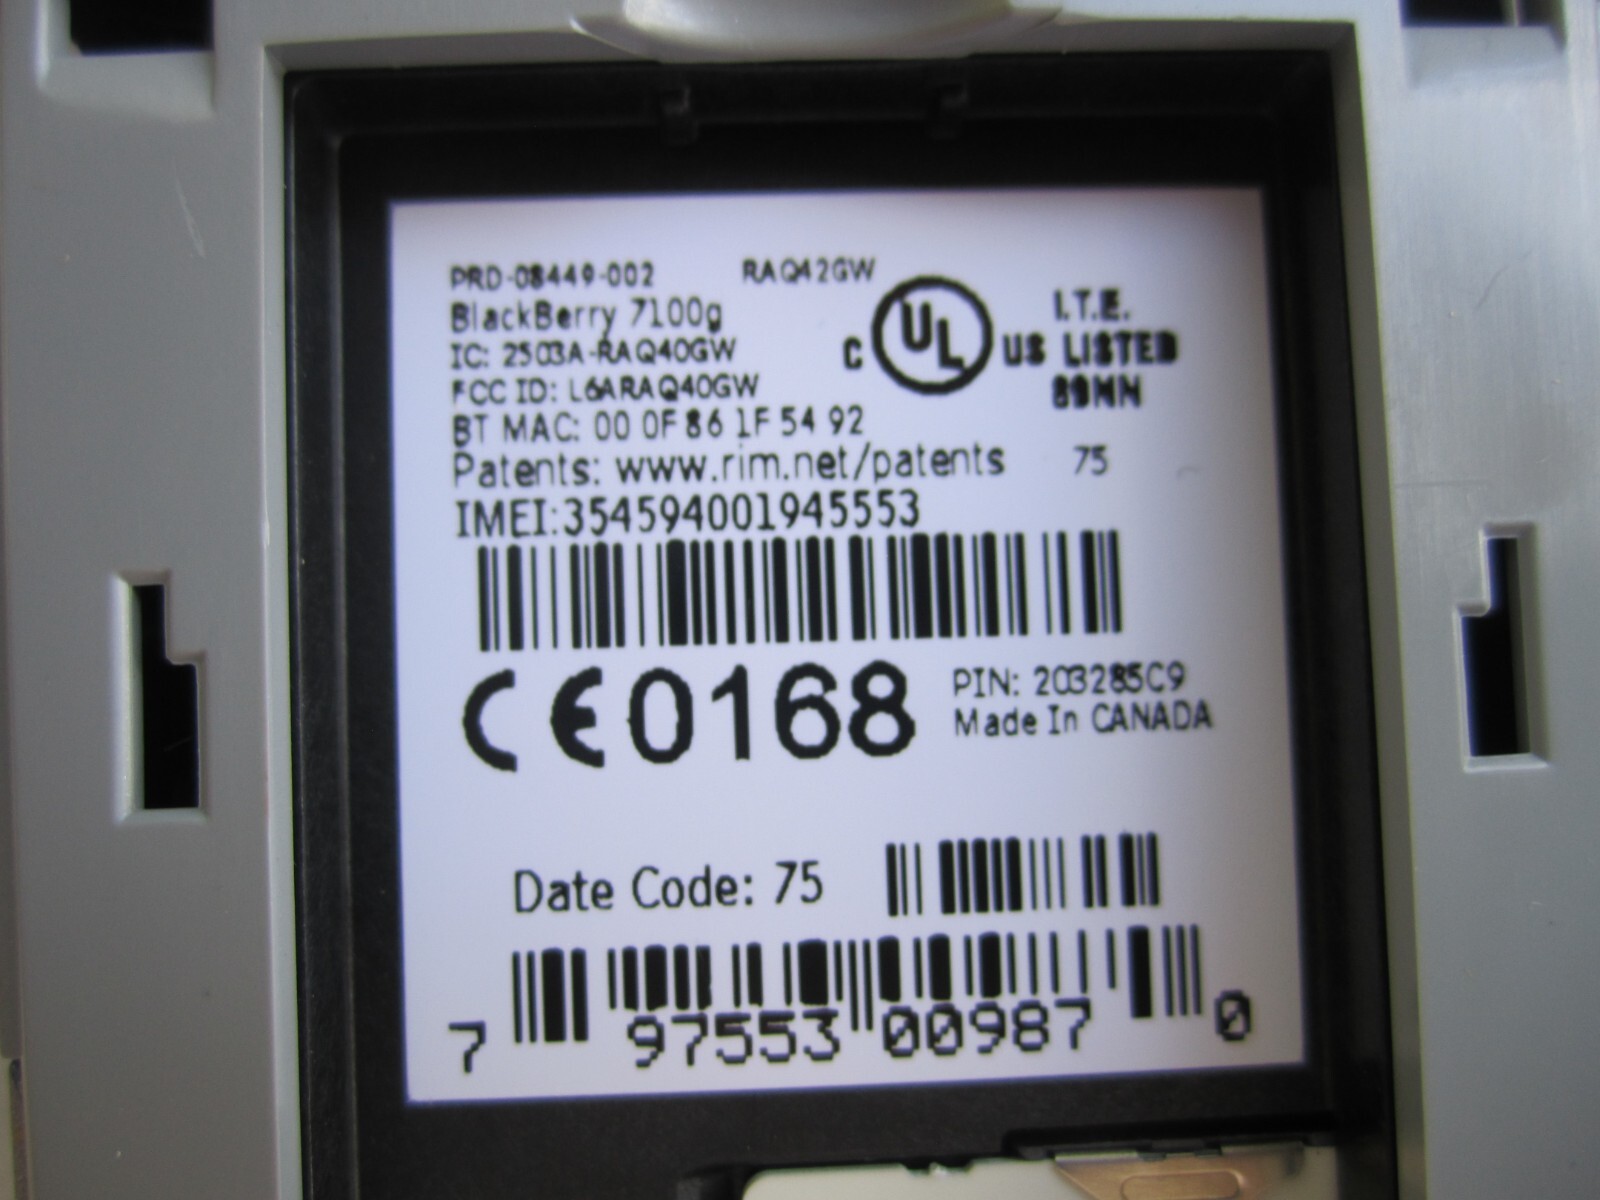 PRD-08449-002 RAQ42GW
BlackBerry 7100g
IC: 2503A-RAQ40GW
FCC ID: L6ARAQ40GW
BT MAC: 00 0F 86 1F 54 92
Patents: www.rim.net/patents 75
C UL US
I.T.E.
LISTED
89MN
IMEI:354594001945553
CE0168
PIN: 203285C9
Made In CANADA
Date Code: 75
7 97553 00987 0